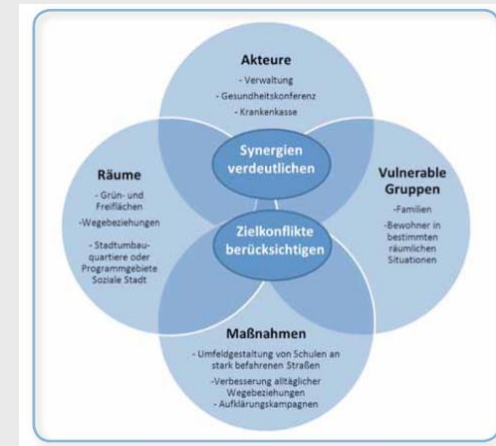 Akteure
- Verwaltung
- Gesundheitskonferenz
- Krankenkasse
Synergien
verdeutlichen
Räume
- Grün- und
Freiflächen
-Wegebeziehungen
- Stadtumbau-
quartiere oder
Programmgebiete
Soziale Stadt
Vulnerable
Gruppen
-Familien
-Bewohner in
bestimmten
räumlichen
Situationen
Zielkonflikte
berücksichtigen
Maßnahmen
- Umfeldgestaltung von Schulen an
stark befahrenen Straßen
-Verbesserung alltäglicher
Wegebeziehungen
- Aufklärungskampagnen